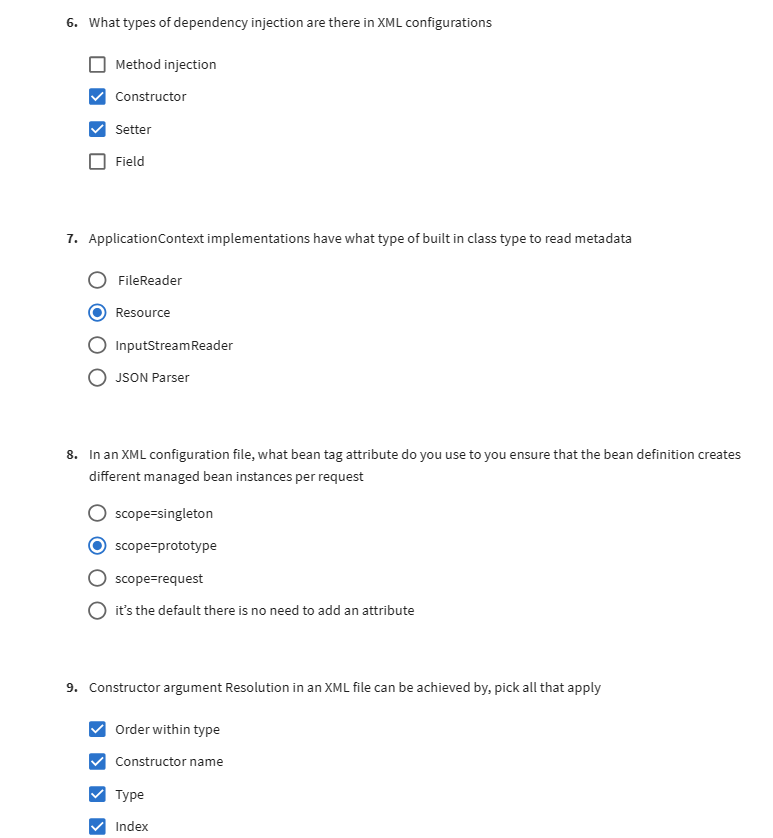 6. What types of dependency injection are there in XML configurations
Method injection
Constructor
Setter
Field
7. ApplicationContext implementations have what type of built in class type to read metadata
FileReader
Resource
InputStreamReader
JSON Parser
8. In an XML configuration file, what bean tag attribute do you use to you ensure that the bean definition creates
different managed bean instances per request
scope=singleton
scope=prototype
scope=request
it's the default there is no need to add an attribute
9. Constructor argument Resolution in an XML file can be achieved by, pick all that apply
Order within type
Constructor name
Type
Index